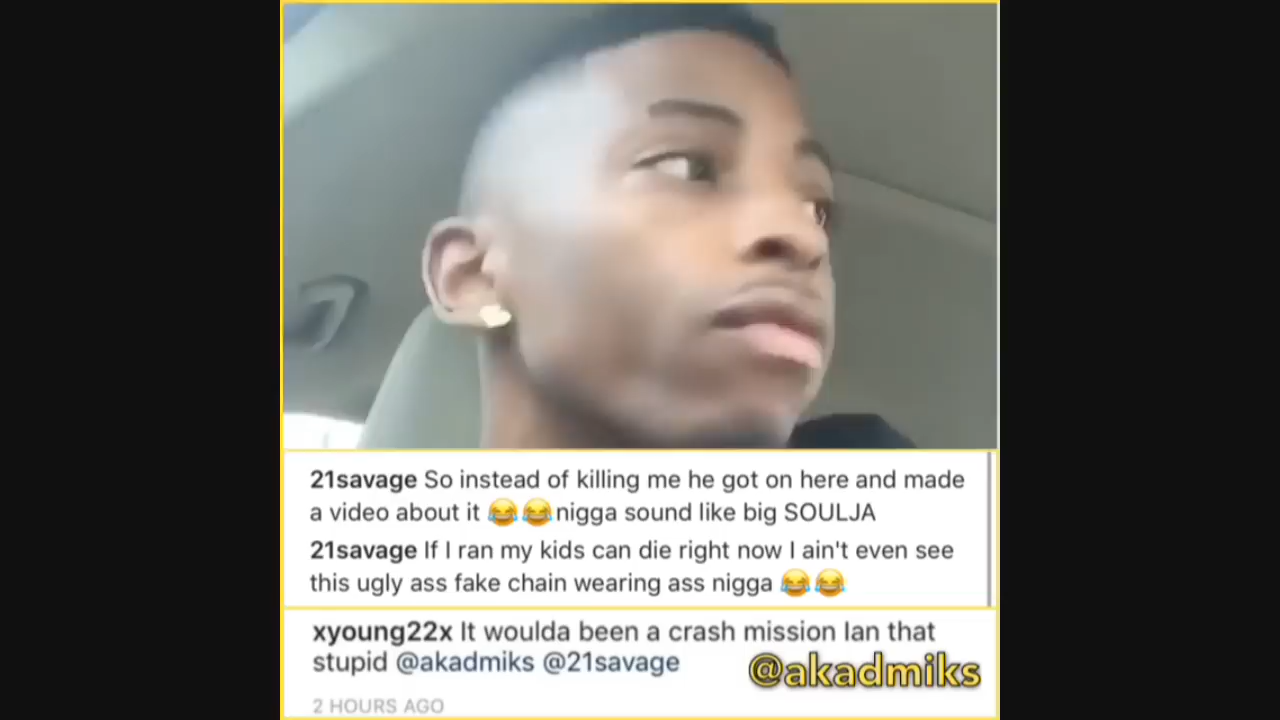 21savage So instead of killing me he got on here and made
a video about it 😂😂nigga sound like big SOULJA
21savage If I ran my kids can die right now I ain't even see
this ugly ass fake chain wearing ass nigga 😂😂
xyoung22x It woulda been a crash mission Ian that
stupid @akadmiks @21savage
@akadmiks
2 HOURS AGO